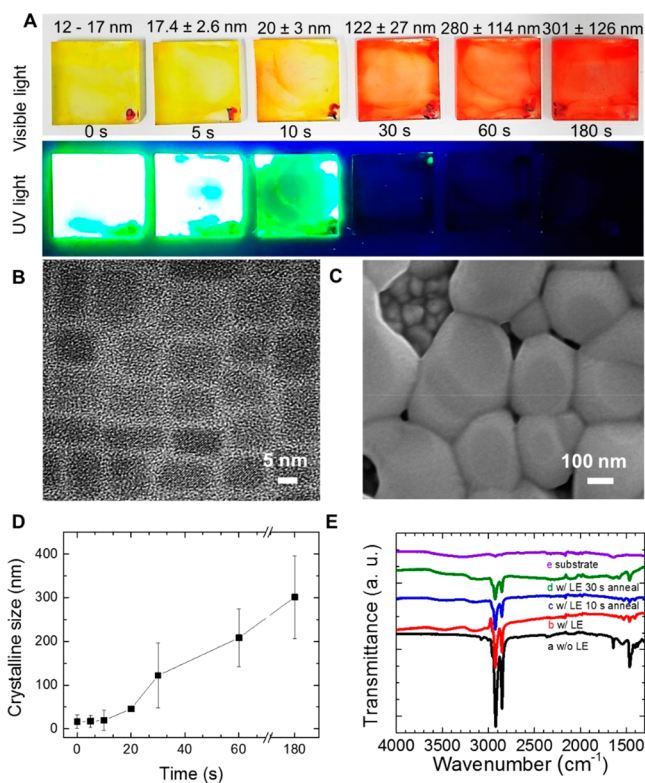 A
12 - 17 nm 17.4 ± 2.6 nm 20 ± 3 nm 122 ± 27 nm 280 ± 114 nm 301 ± 126 nm
Visible light
0 s 5 s 10 s 30 s 60 s 180 s
UV light
B
5 nm
C
100 nm
D
Crystalline size (nm)
400
300
200
100
0
0 20 40 60 180
Time (s)
E
Transmittance (a. u.)
e substrate
d w/ LE 30 s anneal
c w/ LE 10 s anneal
b w/ LE
a w/o LE
4000 3000 2000 1000
Wavenumber (cm-1)